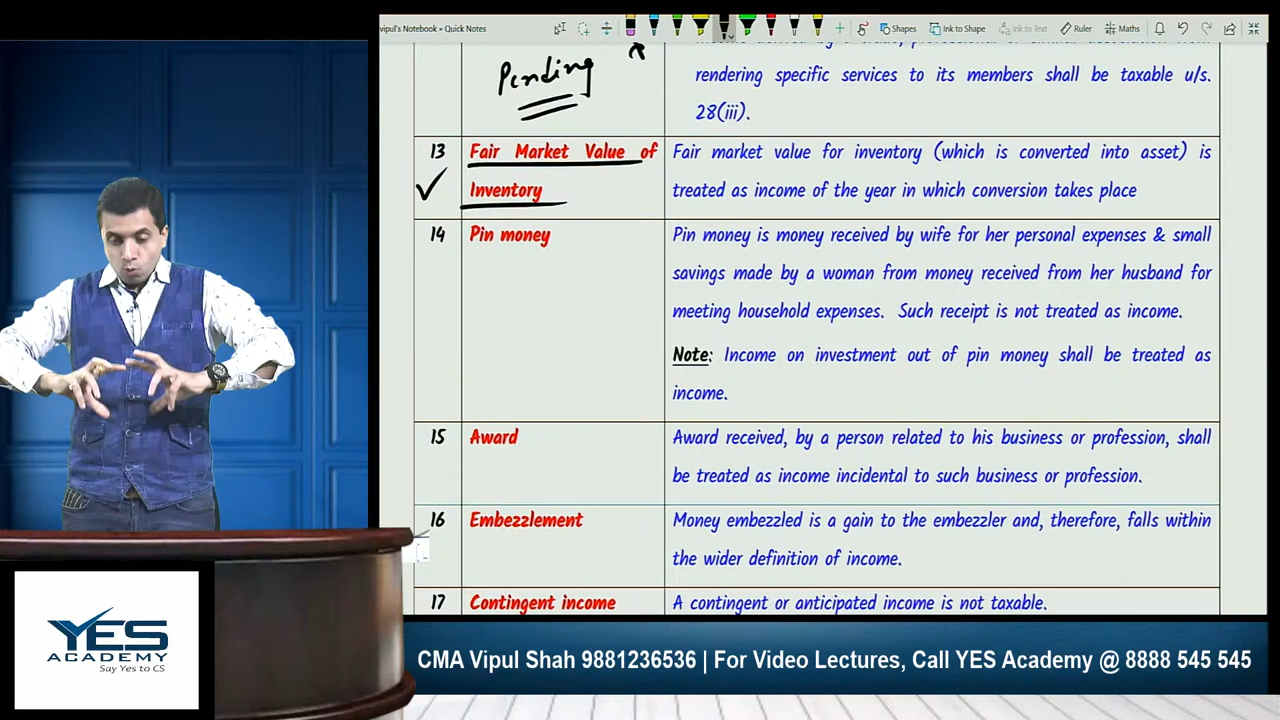 vipul's Notebook » Quick Notes
Shapes
Ink to Shape
Ink to Text
Ruler
Maths
Pending
rendering specific services to its members shall be taxable u/s.
28(iii).
13
Fair Market Value of
Inventory
Fair market value for inventory (which is converted into asset) is
treated as income of the year in which conversion takes place
14
Pin money
Pin money is money received by wife for her personal expenses & small
savings made by a woman from money received from her husband for
meeting household expenses. Such receipt is not treated as income.
Note: Income on investment out of pin money shall be treated as
income.
15
Award
Award received, by a person related to his business or profession, shall
be treated as income incidental to such business or profession.
16
Embezzlement
Money embezzled is a gain to the embezzler and, therefore, falls within
the wider definition of income.
17
Contingent income
A contingent or anticipated income is not taxable.
YES
ACADEMY
Say Yes to CS
CMA Vipul Shah 9881236536 | For Video Lectures, Call YES Academy @ 8888 545 545